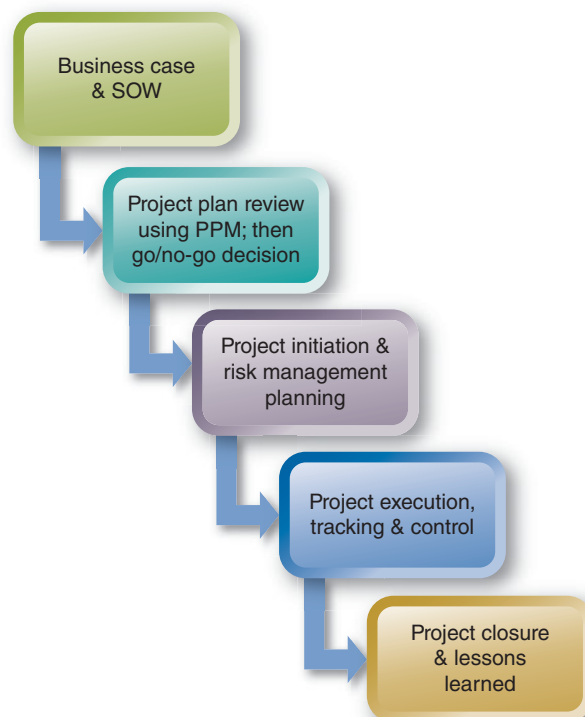 Business case
& SOW
Project plan review
using PPM; then
go/no-go decision
Project initiation &
risk management
planning
Project execution,
tracking & control
Project closure
& lessons
learned